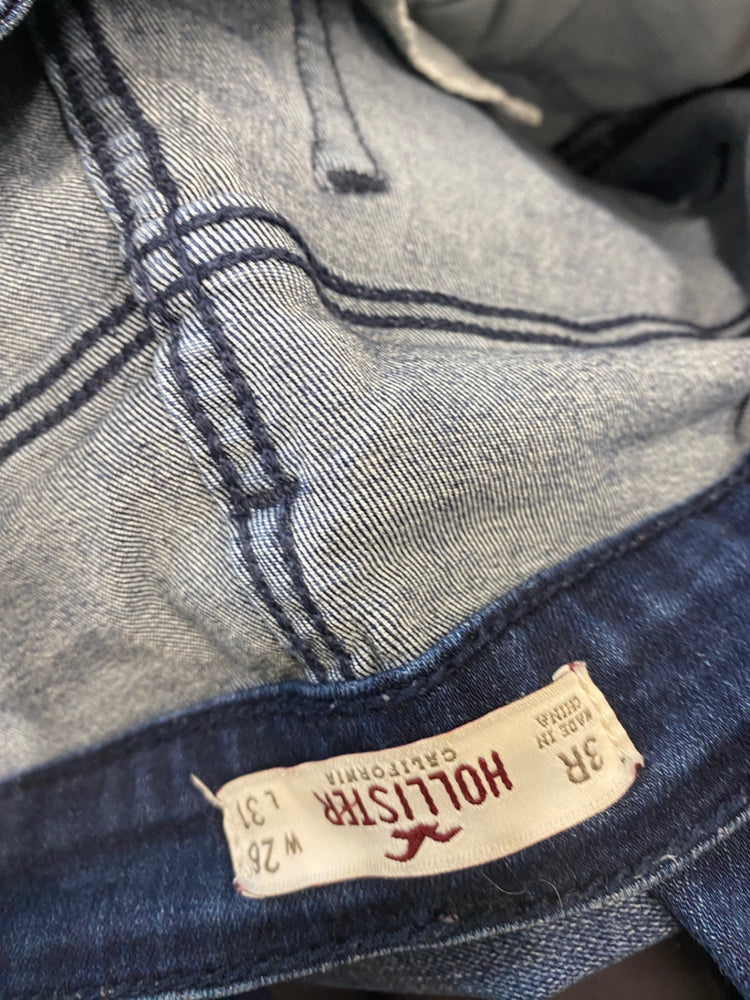 HOLLISTER
CALIFORNIA
3R
MADE IN
CHINA
W 26
L 31